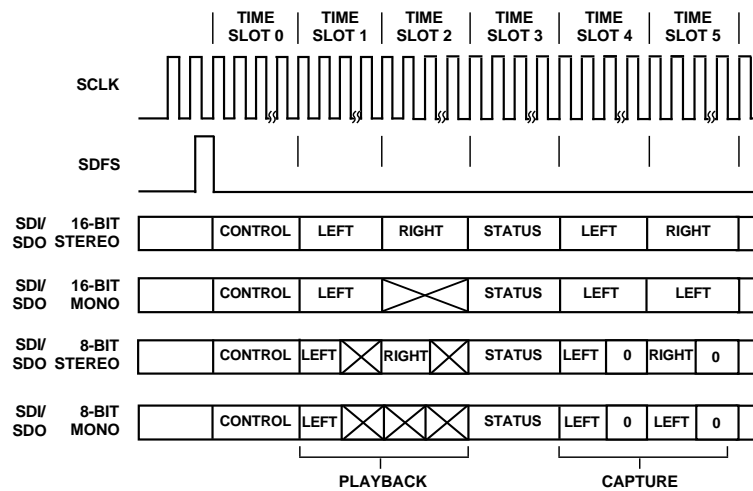 TIME SLOT 0 TIME SLOT 1 TIME SLOT 2 TIME SLOT 3 TIME SLOT 4 TIME SLOT 5
SCLK
SDFS
SDI/ SDO 16-BIT STEREO CONTROL LEFT RIGHT STATUS LEFT RIGHT
SDI/ SDO 16-BIT MONO CONTROL LEFT STATUS LEFT LEFT
SDI/ SDO 8-BIT STEREO CONTROL LEFT RIGHT STATUS LEFT 0 RIGHT 0
SDI/ SDO 8-BIT MONO CONTROL LEFT STATUS LEFT 0 LEFT 0
PLAYBACK CAPTURE